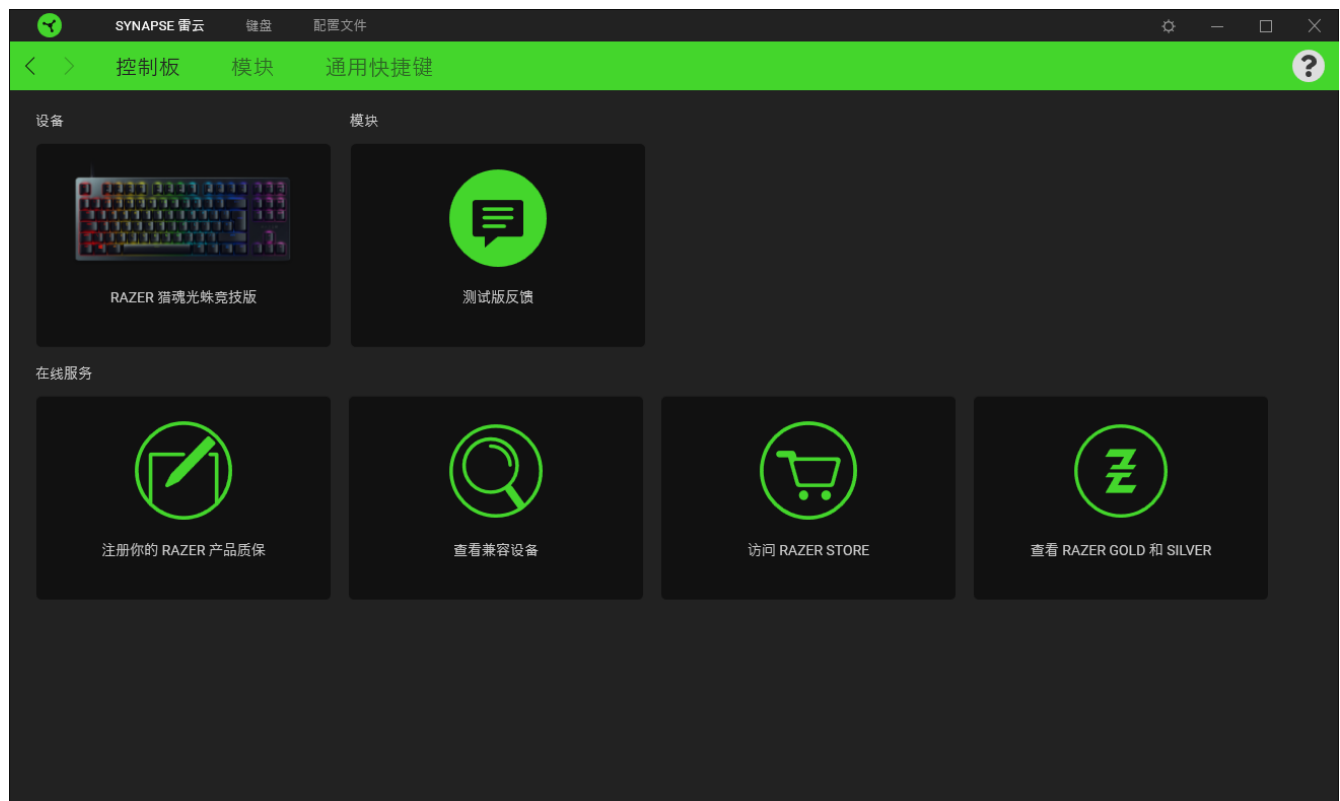 SYNAPSE 雷云 键盘 配置文件
控制板 模块 通用快捷键
?
设备 模块
RAZER 猎魂光蛛竞技版 测试版反馈
在线服务
注册你的 RAZER 产品质保 查看兼容设备 访问 RAZER STORE 查看 RAZER GOLD 和 SILVER